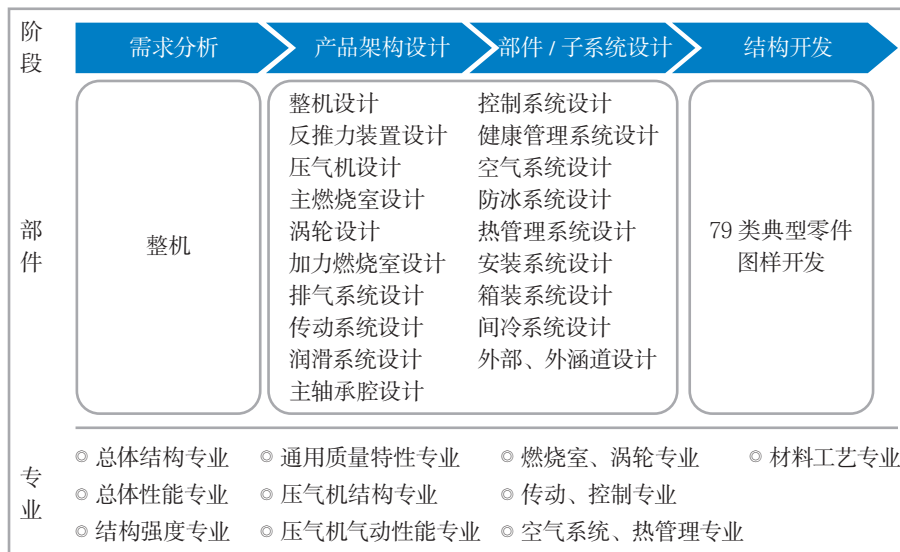 阶段
需求分析
产品架构设计
部件 / 子系统设计
结构开发
部件
整机
整机设计
反推力装置设计
压气机设计
主燃烧室设计
涡轮设计
加力燃烧室设计
排气系统设计
传动系统设计
润滑系统设计
主轴承腔设计
控制系统设计
健康管理系统设计
空气系统设计
防冰系统设计
热管理系统设计
安装系统设计
箱装系统设计
间冷系统设计
外部、外涵道设计
79 类典型零件
图样开发
专业
◎ 总体结构专业 ◎ 通用质量特性专业 ◎ 燃烧室、涡轮专业 ◎ 材料工艺专业
◎ 总体性能专业 ◎ 压气机结构专业 ◎ 传动、控制专业
◎ 结构强度专业 ◎ 压气机气动性能专业 ◎ 空气系统、热管理专业